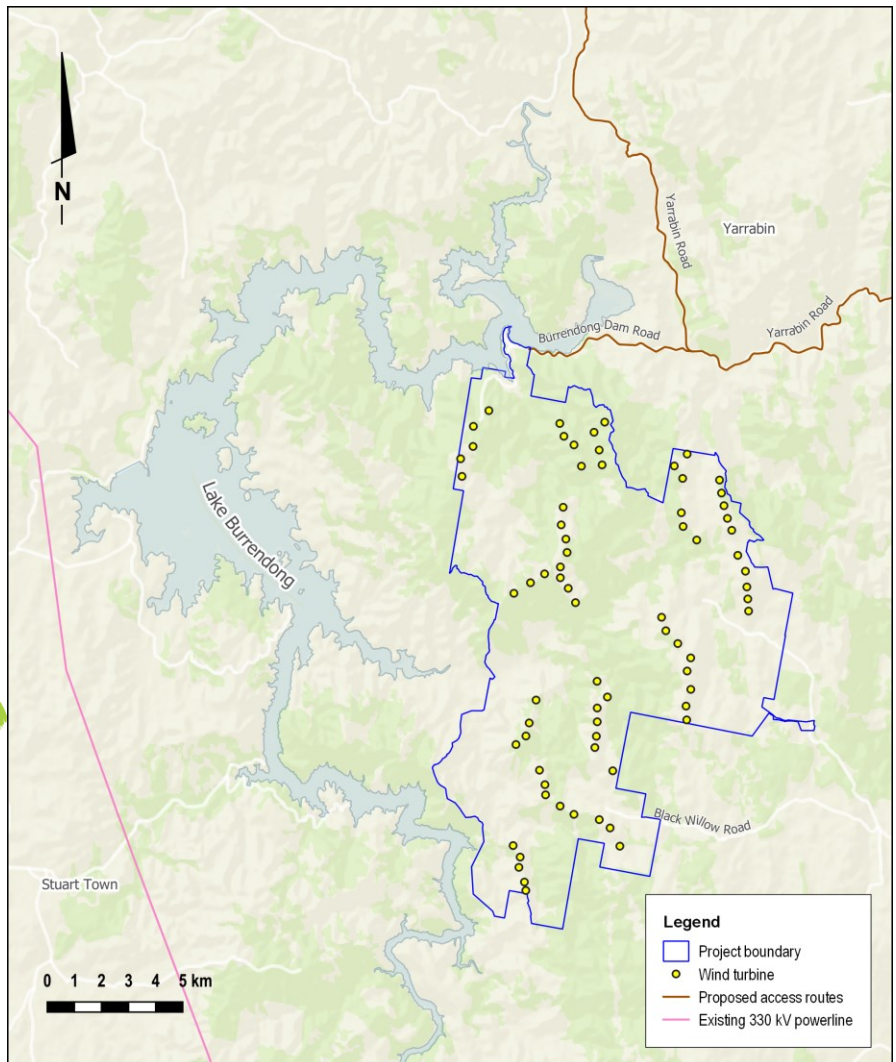 N
Yarrabin Road
Yarrabin
Burrendong Dam Road
Yarrabin Road
Lake Burrendong
Black Willow Road
Stuart Town
0 1 2 3 4 5 km
Legend
Project boundary
Wind turbine
Proposed access routes
Existing 330 kV powerline